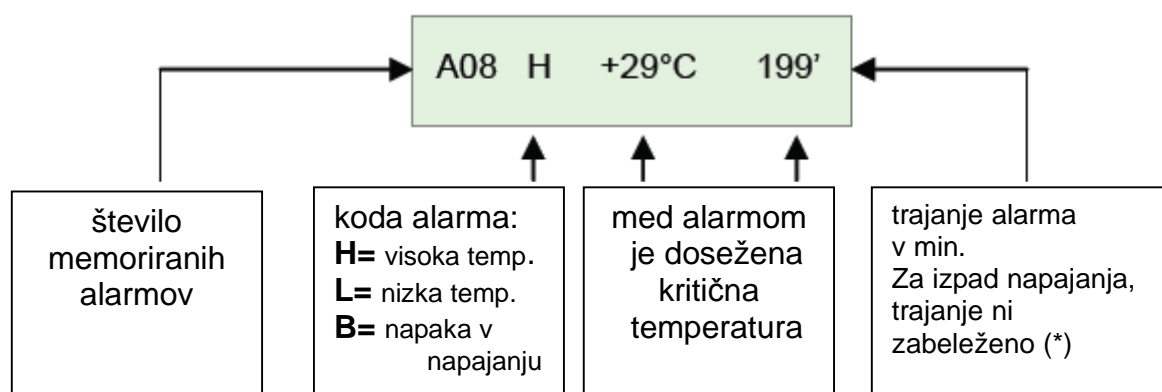 A08 H +29°C 199’
število
memoriranih
alarmov
koda alarma:
H= visoka temp.
L= nizka temp.
B= napaka v
napajanju
med alarmom
je dosežena
kritična
temperatura
trajanje alarma
v min.
Za izpad napajanja,
trajanje ni
zabeleženo (*)